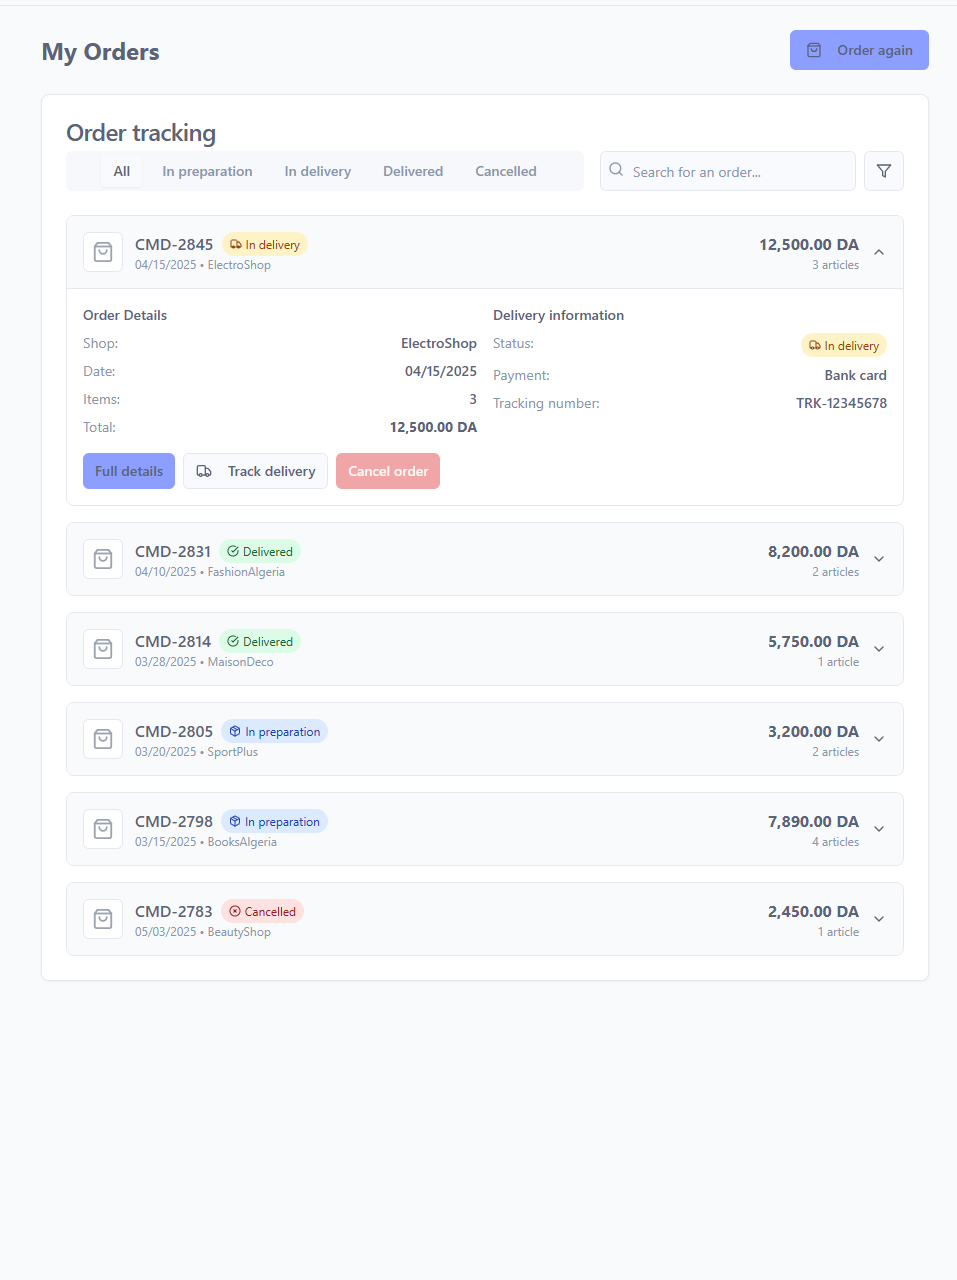 My Orders
Order again
Order tracking
All In preparation In delivery Delivered Cancelled
Search for an order...
CMD-2845 In delivery 12,500.00 DA
04/15/2025 • ElectroShop 3 articles
Order Details
Shop: ElectroShop
Date: 04/15/2025
Items: 3
Total: 12,500.00 DA
Delivery information
Status: In delivery
Payment: Bank card
Tracking number: TRK-12345678
Full details Track delivery Cancel order
CMD-2831 Delivered 8,200.00 DA
04/10/2025 • FashionAlgeria 2 articles
CMD-2814 Delivered 5,750.00 DA
03/28/2025 • MaisonDeco 1 article
CMD-2805 In preparation 3,200.00 DA
03/20/2025 • SportPlus 2 articles
CMD-2798 In preparation 7,890.00 DA
03/15/2025 • BooksAlgeria 4 articles
CMD-2783 Cancelled 2,450.00 DA
05/03/2025 • BeautyShop 1 article